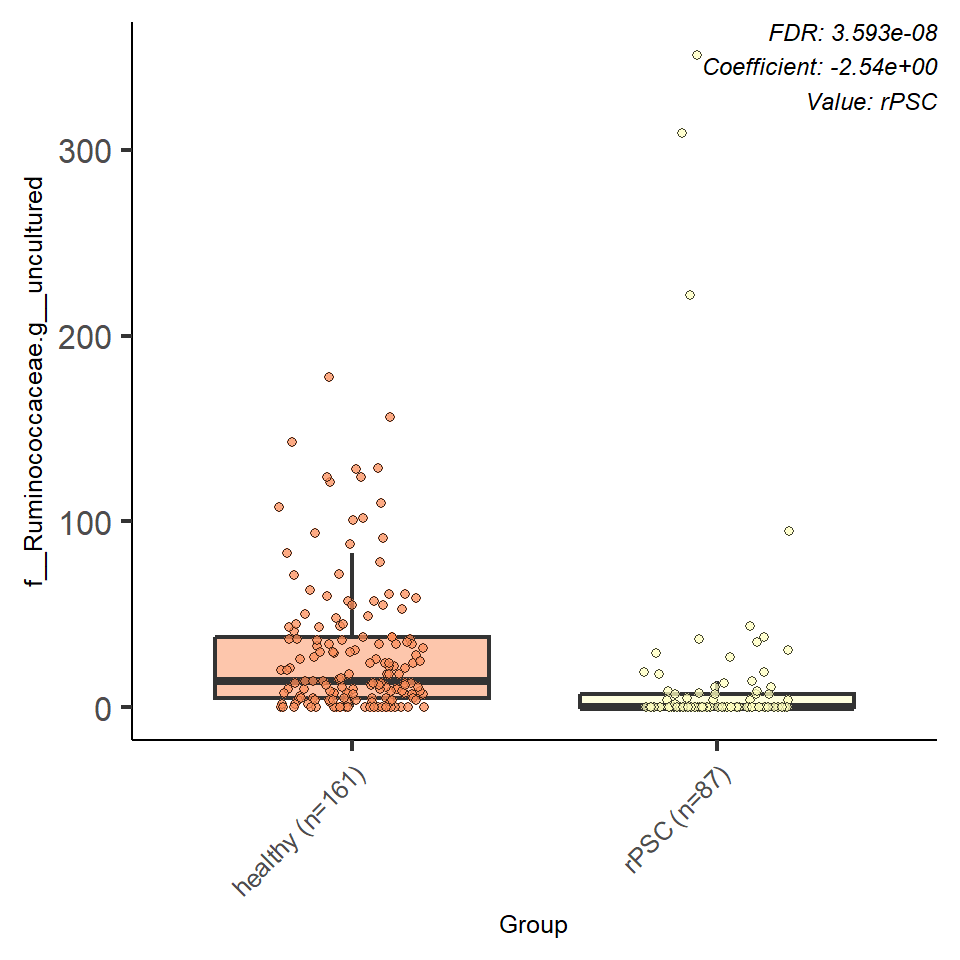 FDR: 3.593e-08
Coefficient: -2.54e+00
Value: rPSC
f__Ruminococcaceae.g__uncultured
300
200
100
0
healthy (n=161)
rPSC (n=87)
Group